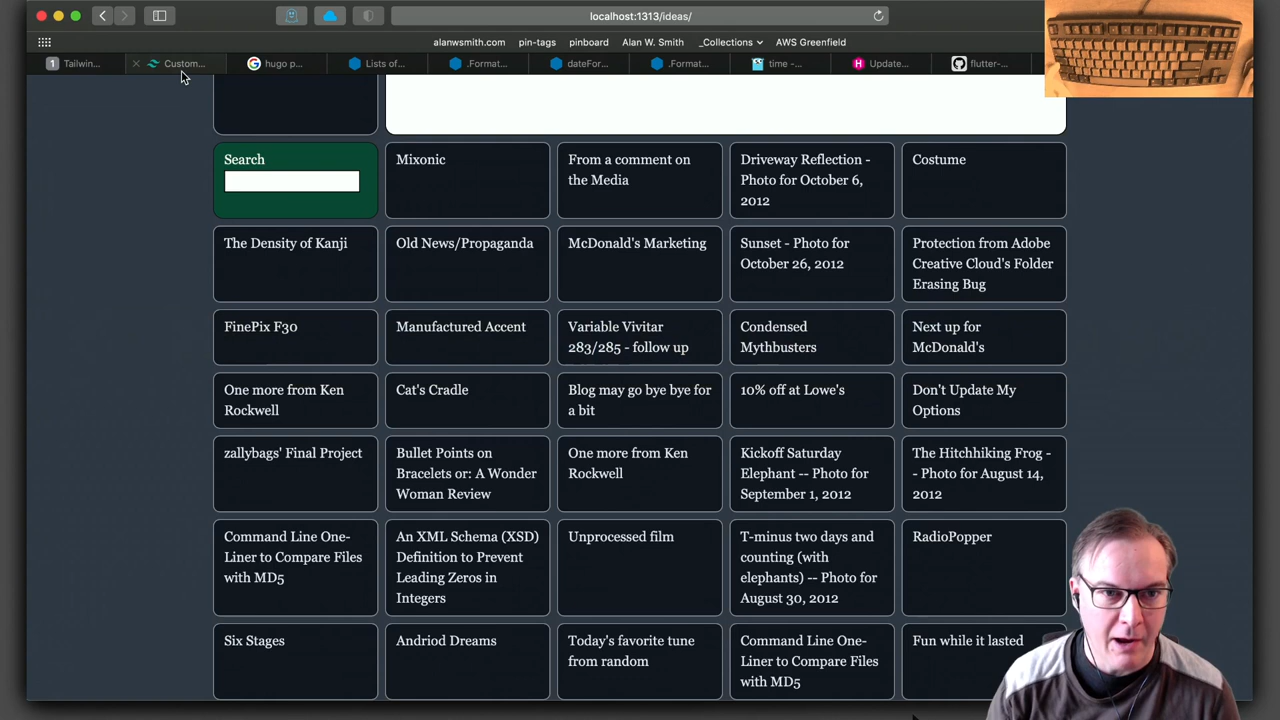 localhost:1313/ideas/
alanwsmith.com pin-tags pinboard Alan W. Smith _Collections AWS Greenfield
1 Tailwin... Custom... hugo p... Lists of... .Format... dateFor... .Format... time -... Update... flutter-...
Search
Mixonic
From a comment on
the Media
Driveway Reflection -
Photo for October 6,
2012
Costume
The Density of Kanji
Old News/Propaganda
McDonald's Marketing
Sunset - Photo for
October 26, 2012
Protection from Adobe
Creative Cloud's Folder
Erasing Bug
FinePix F30
Manufactured Accent
Variable Vivitar
283/285 - follow up
Condensed
Mythbusters
Next up for
McDonald's
One more from Ken
Rockwell
Cat's Cradle
Blog may go bye bye for
a bit
10% off at Lowe's
Don't Update My
Options
zallybags' Final Project
Bullet Points on
Bracelets or: A Wonder
Woman Review
One more from Ken
Rockwell
Kickoff Saturday
Elephant -- Photo for
September 1, 2012
The Hitchhiking Frog -
- Photo for August 14,
2012
Command Line One-
Liner to Compare Files
with MD5
An XML Schema (XSD)
Definition to Prevent
Leading Zeros in
Integers
Unprocessed film
T-minus two days and
counting (with
elephants) -- Photo for
August 30, 2012
RadioPopper
Six Stages
Andriod Dreams
Today's favorite tune
from random
Command Line One-
Liner to Compare Files
with MD5
Fun while it lasted